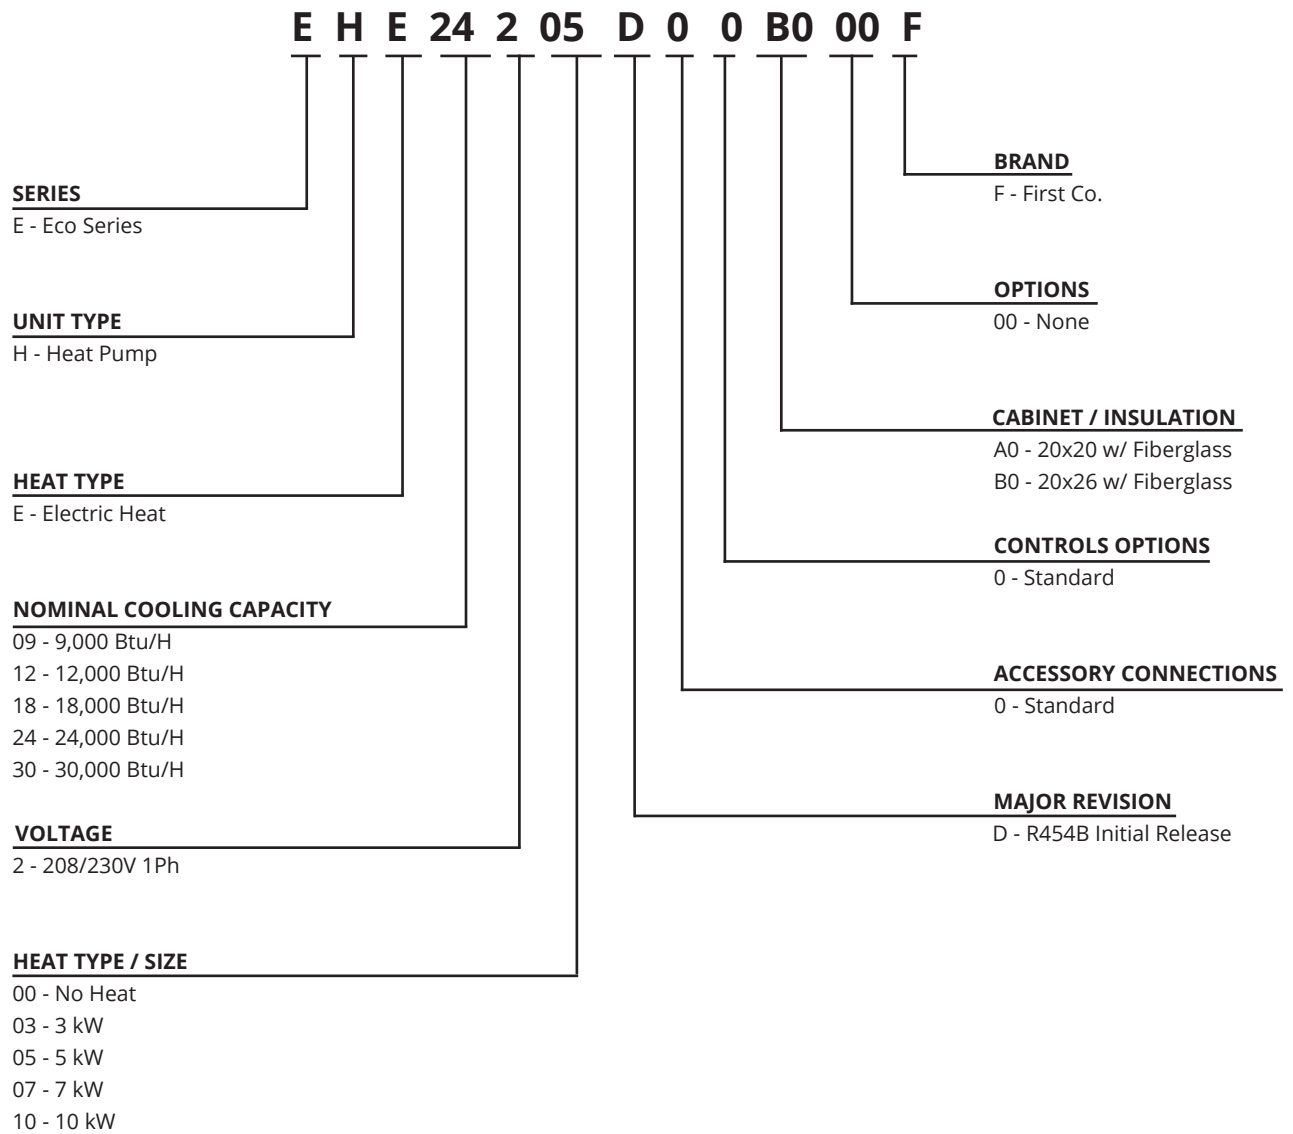 E H E 24 2 05 D 0 0 B0 00 F
SERIES
E - Eco Series
UNIT TYPE
H - Heat Pump
HEAT TYPE
E - Electric Heat
NOMINAL COOLING CAPACITY
09 - 9,000 Btu/H
12 - 12,000 Btu/H
18 - 18,000 Btu/H
24 - 24,000 Btu/H
30 - 30,000 Btu/H
VOLTAGE
2 - 208/230V 1Ph
HEAT TYPE / SIZE
00 - No Heat
03 - 3 kW
05 - 5 kW
07 - 7 kW
10 - 10 kW
BRAND
F - First Co.
OPTIONS
00 - None
CABINET / INSULATION
A0 - 20x20 w/ Fiberglass
B0 - 20x26 w/ Fiberglass
CONTROLS OPTIONS
0 - Standard
ACCESSORY CONNECTIONS
0 - Standard
MAJOR REVISION
D - R454B Initial Release